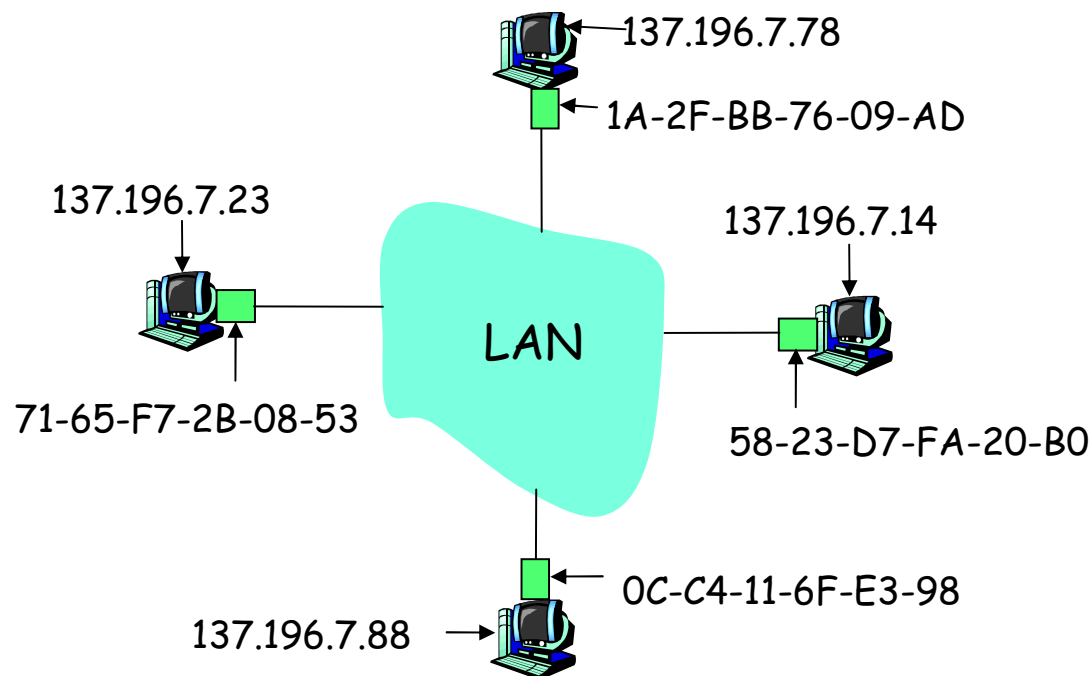 137.196.7.78
1A-2F-BB-76-09-AD
137.196.7.23
137.196.7.14
LAN
71-65-F7-2B-08-53
58-23-D7-FA-20-B0
0C-C4-11-6F-E3-98
137.196.7.88